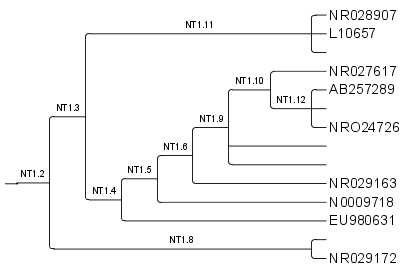 NT1.11
NR028907
L10657
NR027617
NT1.10
AB257289
NT1.12
NT1.3
NT1.9
NRO24726
NT1.6
NT1.5
NT1.2
NR029163
NT1.4
N0009718
EU980631
NT1.8
NR029172